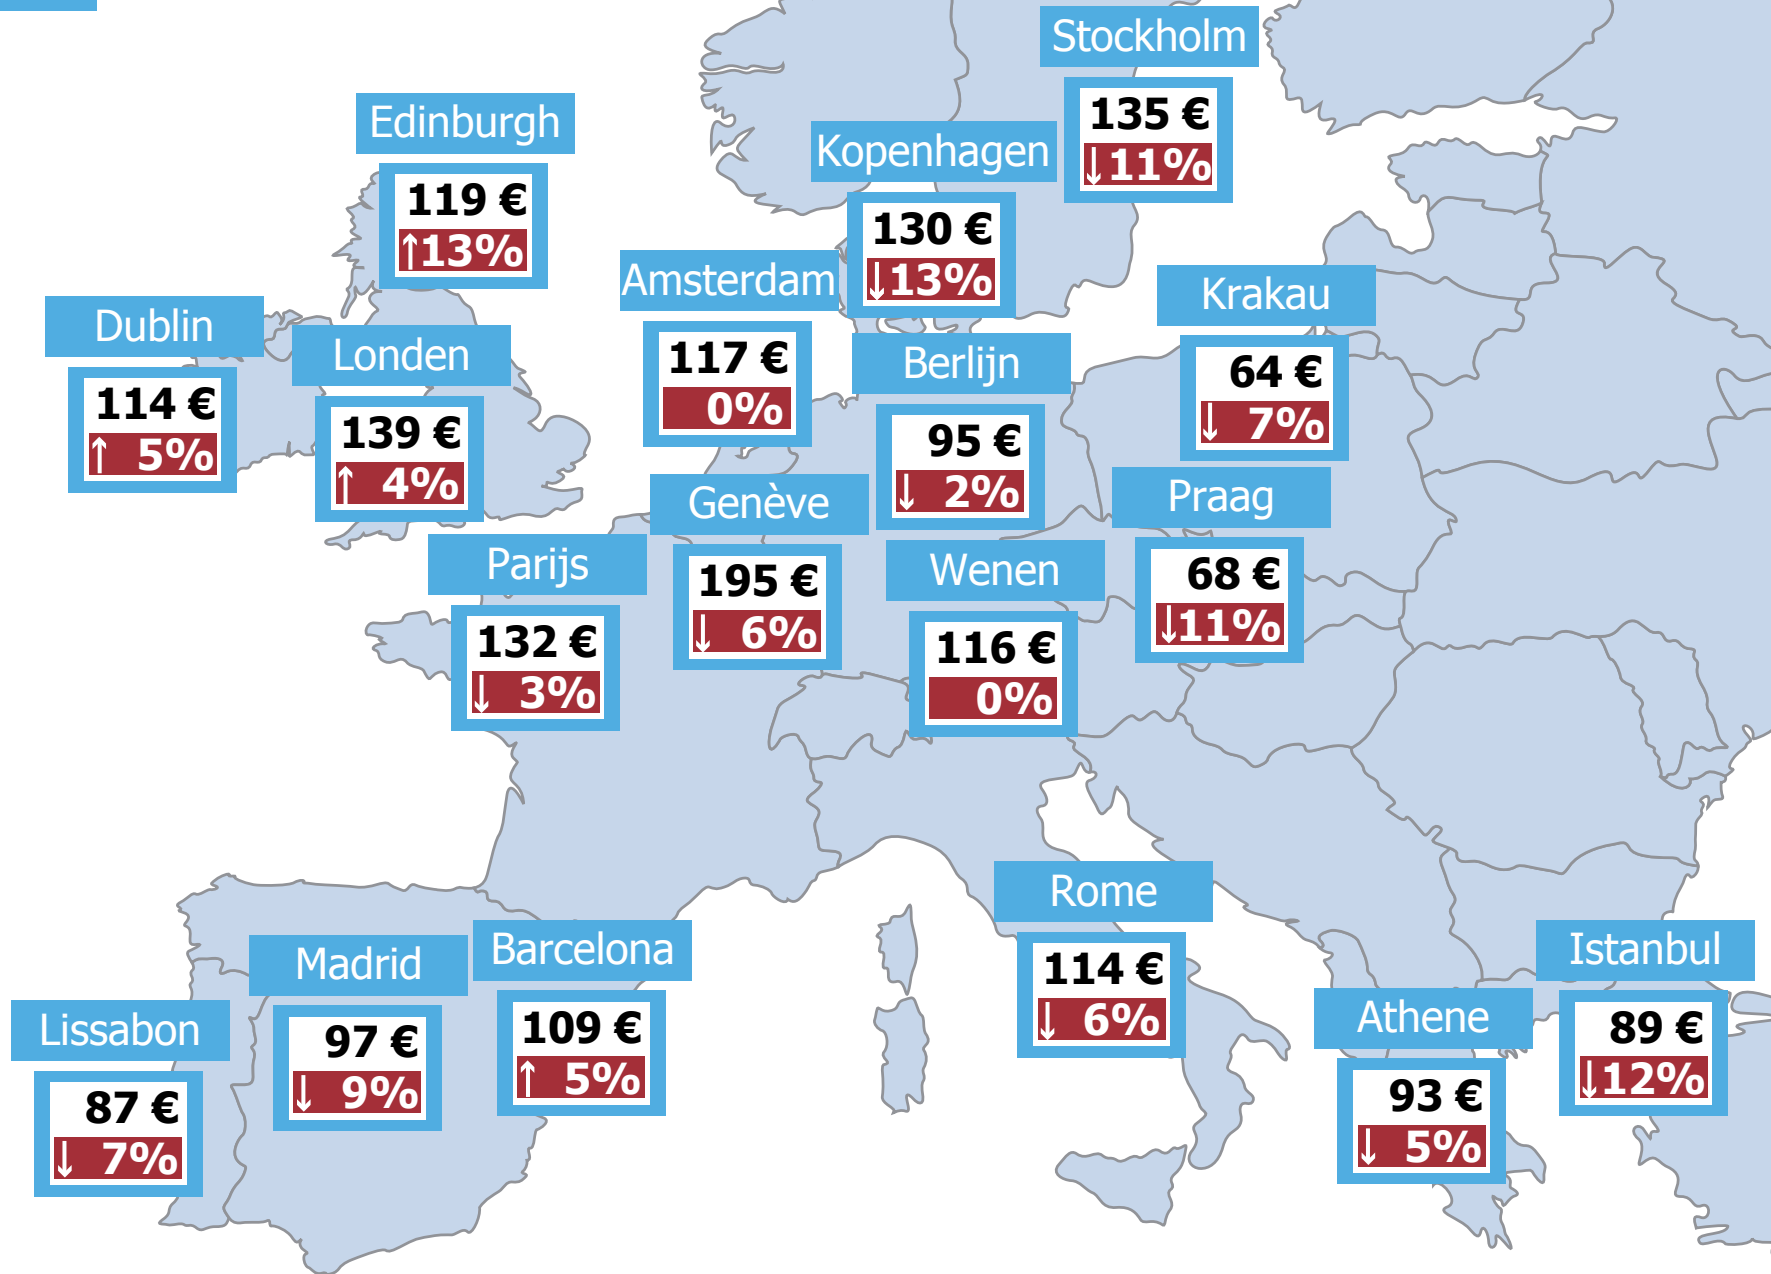 Stockholm
135 €
↓11%
Edinburgh
119 €
↑13%
Kopenhagen
130 €
↓13%
Amsterdam
117 €
0%
Krakau
64 €
↓ 7%
Dublin
114 €
↑ 5%
Londen
139 €
↑ 4%
Berlijn
95 €
↓ 2%
Genève
195 €
↓ 6%
Praag
68 €
↓11%
Parijs
132 €
↓ 3%
Wenen
116 €
0%
Rome
114 €
↓ 6%
Barcelona
109 €
↑ 5%
Madrid
97 €
↓ 9%
Istanbul
89 €
↓12%
Athene
93 €
↓ 5%
Lissabon
87 €
↓ 7%